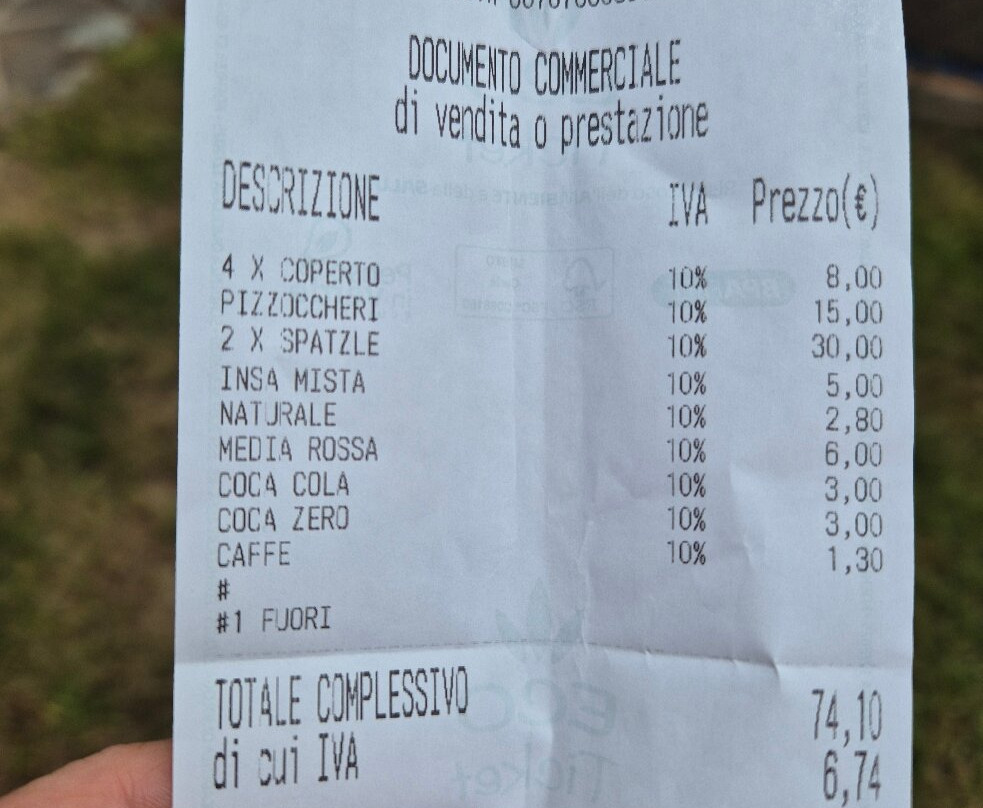 DOCUMENTO COMMERCIALE
di vendita o prestazione
DESCRIZIONE IVA Prezzo(€)
4 X COPERTO 10% 8,00
PIZZOCCHERI 10% 15,00
2 X SPATZLE 10% 30,00
INSA MISTA 10% 5,00
NATURALE 10% 2,80
MEDIA ROSSA 10% 6,00
COCA COLA 10% 3,00
COCA ZERO 10% 3,00
CAFFE 10% 1,30
#
#1 FUORI
TOTALE COMPLESSIVO 74,10
di cui IVA 6,74